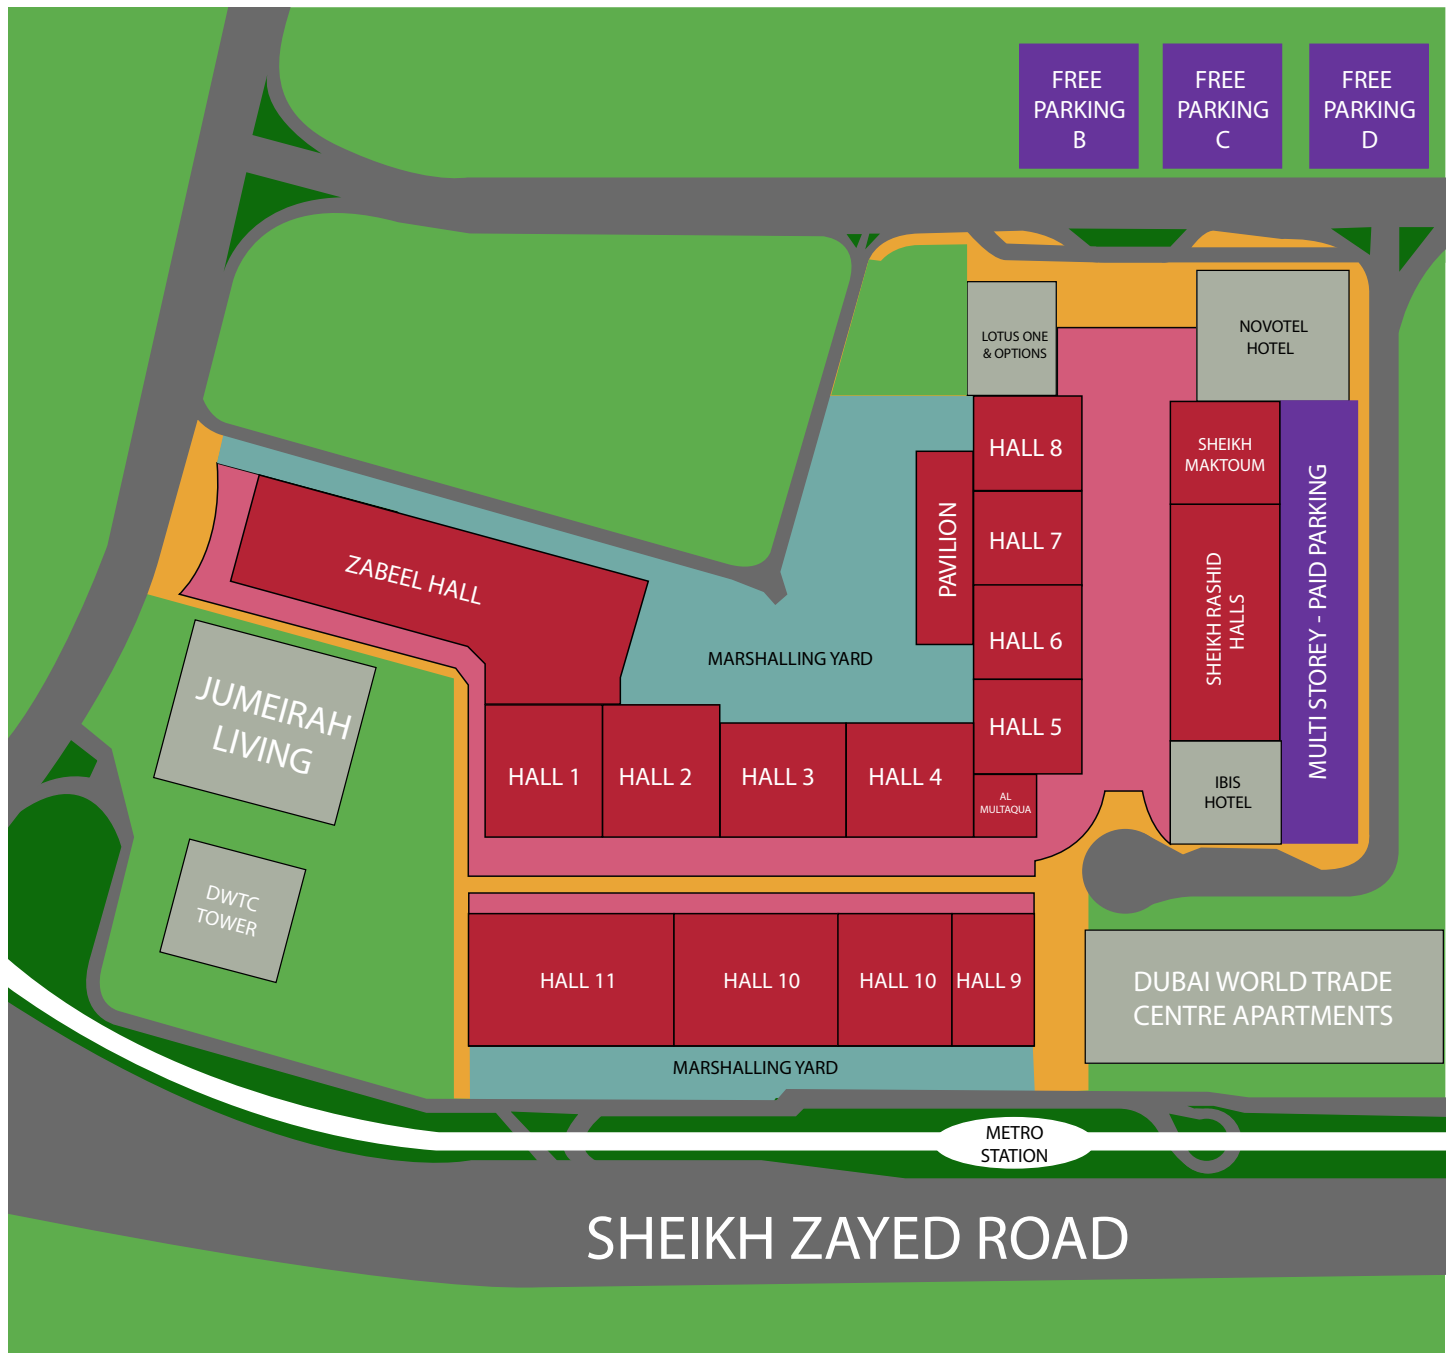 FREE
PARKING
B
FREE
PARKING
C
FREE
PARKING
D
LOTUS ONE
& OPTIONS
NOVOTEL
HOTEL
HALL 8
SHEIKH
MAKTOUM
HALL 7
PAVILION
HALL 6
SHEIKH RASHID
HALLS
MULTI STOREY - PAID PARKING
ZABEEL HALL
MARSHALLING YARD
HALL 5
JUMEIRAH
LIVING
HALL 1
HALL 2
HALL 3
HALL 4
AL
MULTAQUA
IBIS
HOTEL
DWTC
TOWER
HALL 11
HALL 10
HALL 10
HALL 9
DUBAI WORLD TRADE
CENTRE APARTMENTS
MARSHALLING YARD
METRO
STATION
SHEIKH ZAYED ROAD